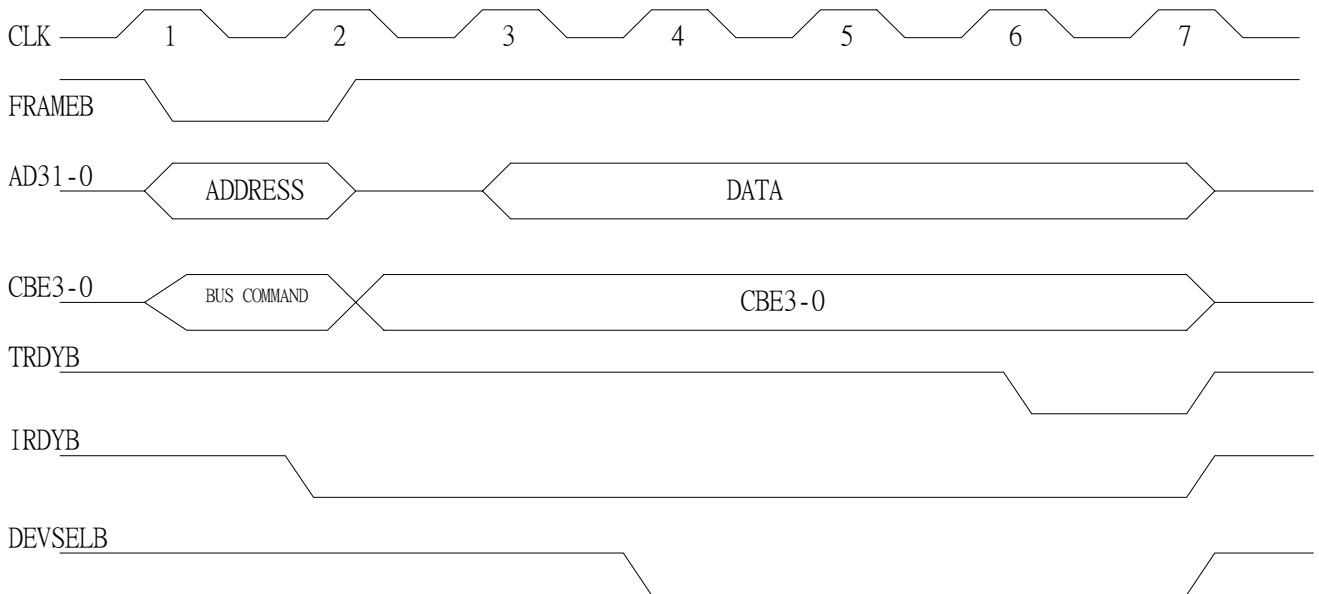 CLK 1 2 3 4 5 6 7
FRAMEB
AD31-0 ADDRESS DATA
CBE3-0 BUS COMMAND CBE3-0
TRDYB
IRDYB
DEVSELB